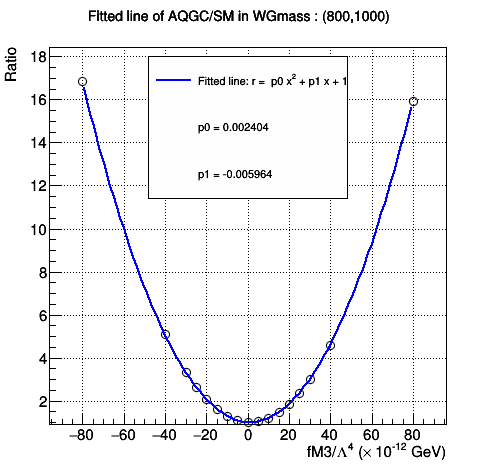 FItted line of AQGC/SM in WGmass : (800,1000)
Ratio
18
16
14
12
10
8
6
4
2
Fitted line: r = p0 x² + p1 x + 1
p0 = 0.002404
p1 = -0.005964
−80 −60 −40 −20 0 20 40 60 80
fM3/Λ⁴ (× 10⁻¹² GeV)